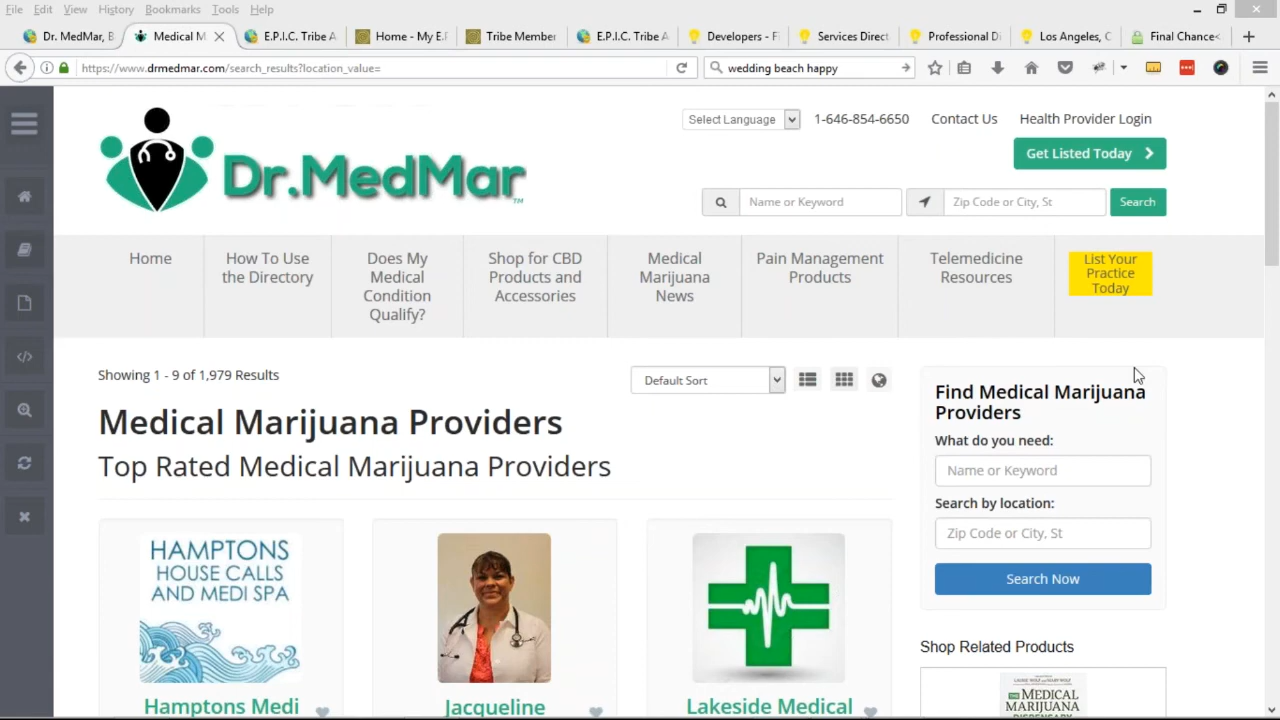 File Edit View History Bookmarks Tools Help
Dr. MedMar, B
Medical M
E.P.I.C. Tribe A
Home - My E.
Tribe Member
E.P.I.C. Tribe A
Developers - F
Services Direct
Professional Di
Los Angeles, C
Final Chance<
https://www.drmedmar.com/search_results?location_value=
wedding beach happy
Select Language
1-646-854-6650
Contact Us
Health Provider Login
Get Listed Today
Dr.MedMar
TM
Name or Keyword
Zip Code or City, St
Search
Home
How To Use
the Directory
Does My
Medical
Condition
Qualify?
Shop for CBD
Products and
Accessories
Medical
Marijuana
News
Pain Management
Products
Telemedicine
Resources
List Your
Practice
Today
Showing 1 - 9 of 1,979 Results
Default Sort
Medical Marijuana Providers
Top Rated Medical Marijuana Providers
HAMPTONS
HOUSE CALLS
AND MEDI SPA
Hamptons Medi
Jacqueline
Lakeside Medical
Find Medical Marijuana
Providers
What do you need:
Name or Keyword
Search by location:
Zip Code or City, St
Search Now
Shop Related Products
THE MEDICAL
MARIJUANA
DISPENSARY